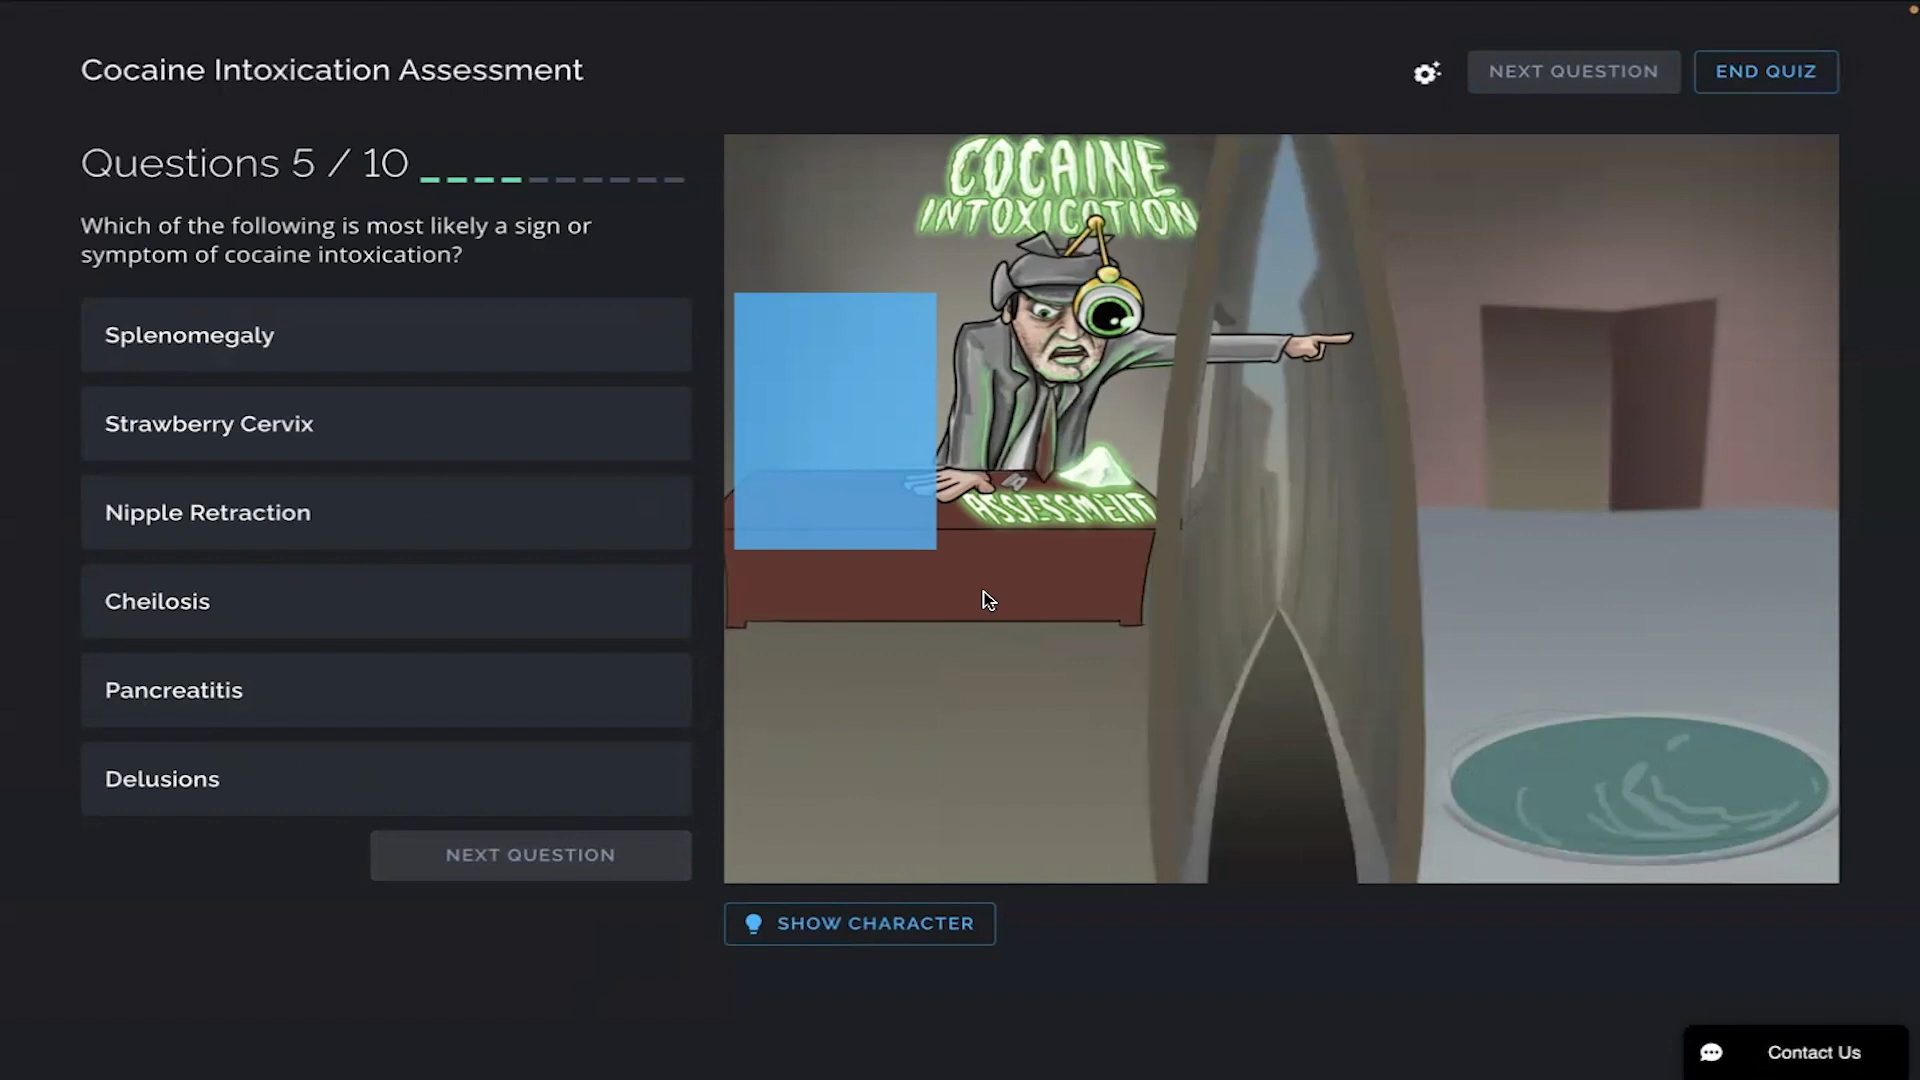 Cocaine Intoxication Assessment
NEXT QUESTION
END QUIZ
Questions 5 / 10
Which of the following is most likely a sign or
symptom of cocaine intoxication?
Splenomegaly
Strawberry Cervix
Nipple Retraction
Cheilosis
Pancreatitis
Delusions
NEXT QUESTION
COCAINE
INTOXICATION
ASSESSMENT
SHOW CHARACTER
Contact Us